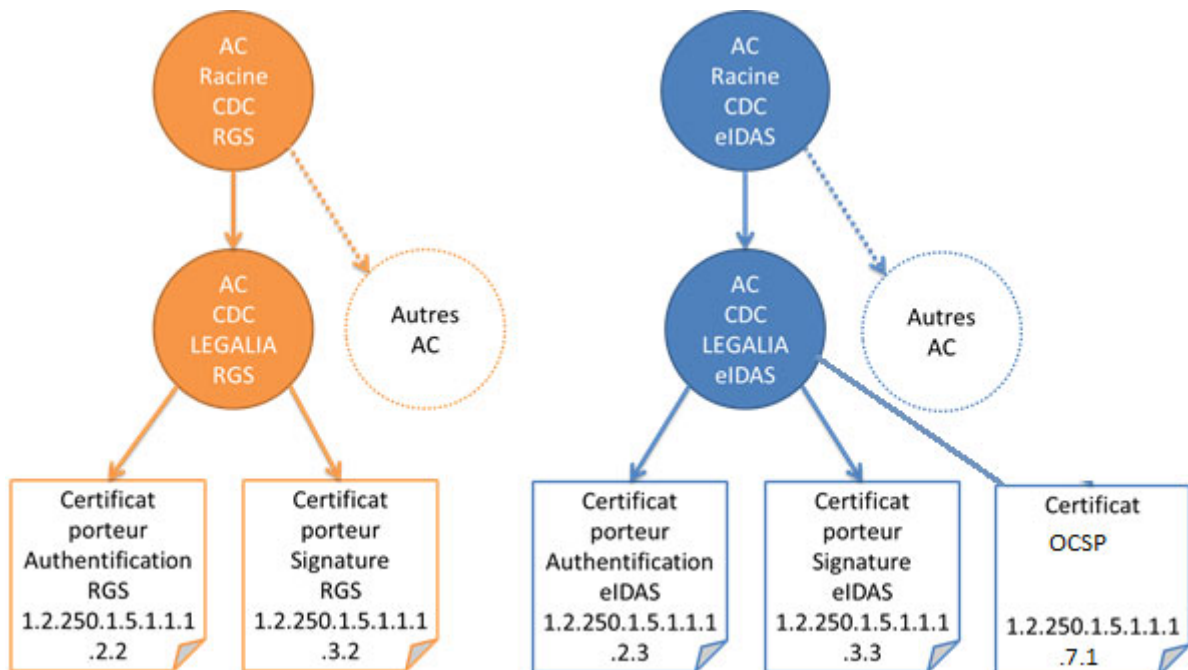 AC
Racine
CDC
RGS
AC
Racine
CDC
eIDAS
AC
CDC
LEGALIA
RGS
Autres
AC
AC
CDC
LEGALIA
eIDAS
Autres
AC
Certificat
porteur
Authentification
RGS
1.2.250.1.5.1.1.1
.2.2
Certificat
porteur
Signature
RGS
1.2.250.1.5.1.1.1
.3.2
Certificat
porteur
Authentification
eIDAS
1.2.250.1.5.1.1.1
.2.3
Certificat
porteur
Signature
eIDAS
1.2.250.1.5.1.1.1
.3.3
Certificat
OCSP
1.2.250.1.5.1.1.1
.7.1